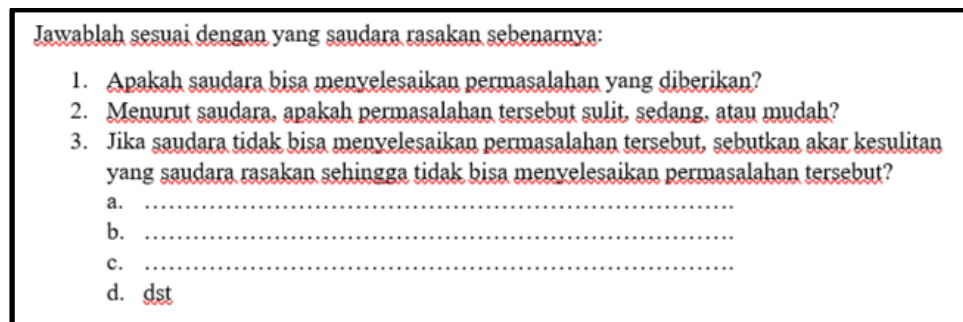 Jawablah sesuai dengan yang saudara rasakan sebenarnya:
1. Apakah saudara bisa menyelesaikan permasalahan yang diberikan?
2. Menurut saudara, apakah permasalahan tersebut sulit, sedang, atau mudah?
3. Jika saudara tidak bisa menyelesaikan permasalahan tersebut, sebutkan akar kesulitan
yang saudara rasakan sehingga tidak bisa menyelesaikan permasalahan tersebut?
a. ……………………………………………………………………
b. ……………………………………………………………………
c. ……………………………………………………………………
d. dst